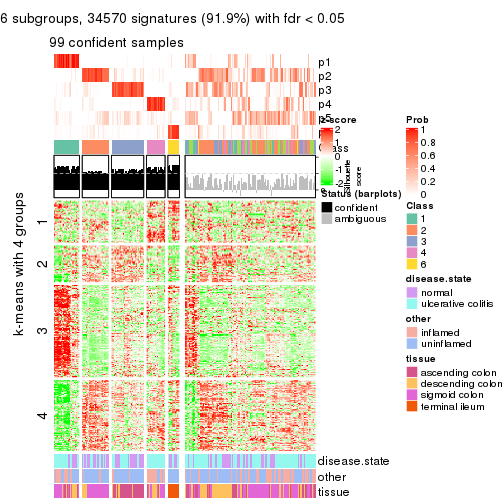 6 subgroups, 34570 signatures (91.9%) with fdr < 0.05
99 confident samples
p1
p2
p3
p4
p5
Class
k-means with 4 groups
1
2
3
4
disease.state
other
tissue
z-score
2
1
0
-1
-2
silhouette
score
Status (barplots)
confident
ambiguous
Prob
1
0.8
0.6
0.4
0.2
0
Class
1
2
3
4
6
disease.state
normal
ulcerative colitis
other
inflamed
uninflamed
tissue
ascending colon
descending colon
sigmoid colon
terminal ileum